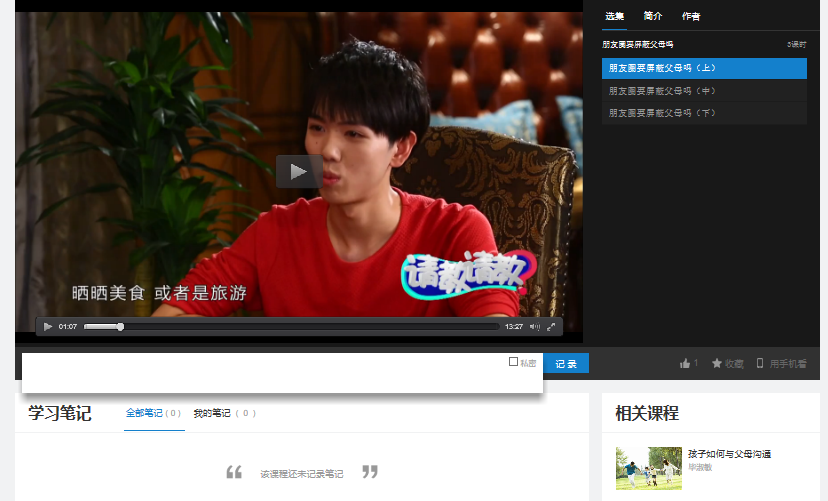 选集 简介 作者
朋友圈要屏蔽父母吗 3课时
朋友圈要屏蔽父母吗（上）
朋友圈要屏蔽父母吗（中）
朋友圈要屏蔽父母吗（下）
请教请教?
晒晒美食 或者是旅游
01:07 13:27
私密 记录
1 收藏 用手机看
学习笔记 全部笔记（0） 我的笔记（0）
“ 该课程还未记录笔记 ”
相关课程
孩子如何与父母沟通
毕淑敏